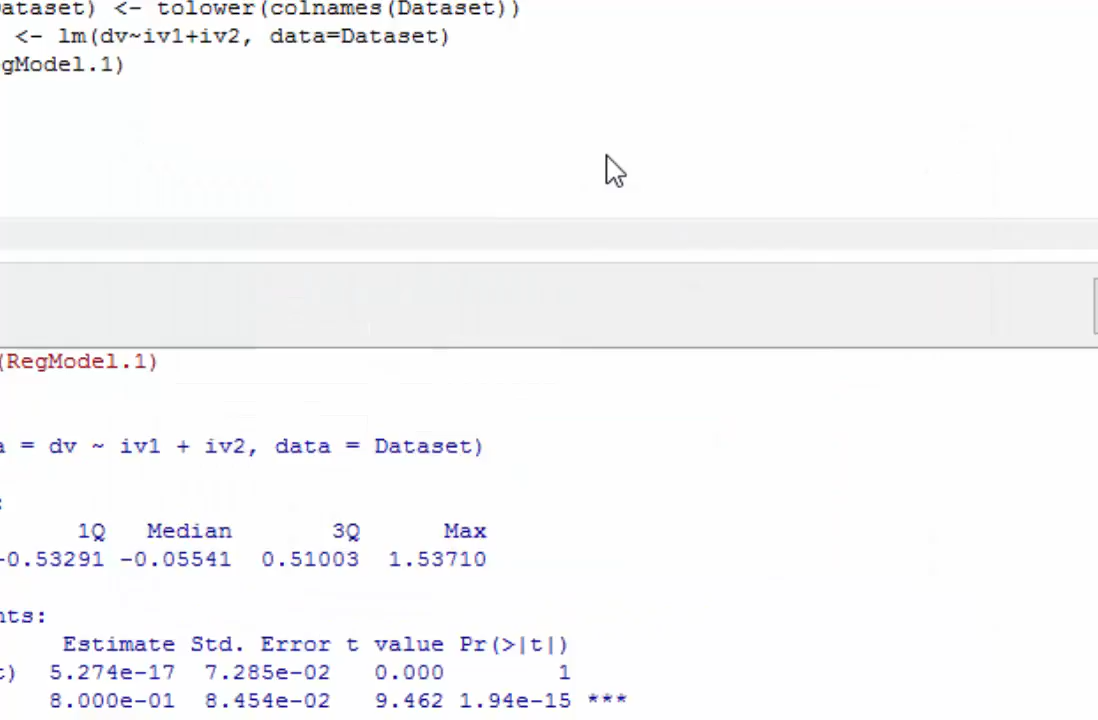 ataset) <- tolower(colnames(Dataset))
<- lm(dv~iv1+iv2, data=Dataset)
gModel.1)
(RegModel.1)
a = dv ~ iv1 + iv2, data = Dataset)
:
1Q Median 3Q Max
-0.53291 -0.05541 0.51003 1.53710
nts:
Estimate Std. Error t value Pr(>|t|)
t) 5.274e-17 7.285e-02 0.000 1
8.000e-01 8.454e-02 9.462 1.94e-15 ***